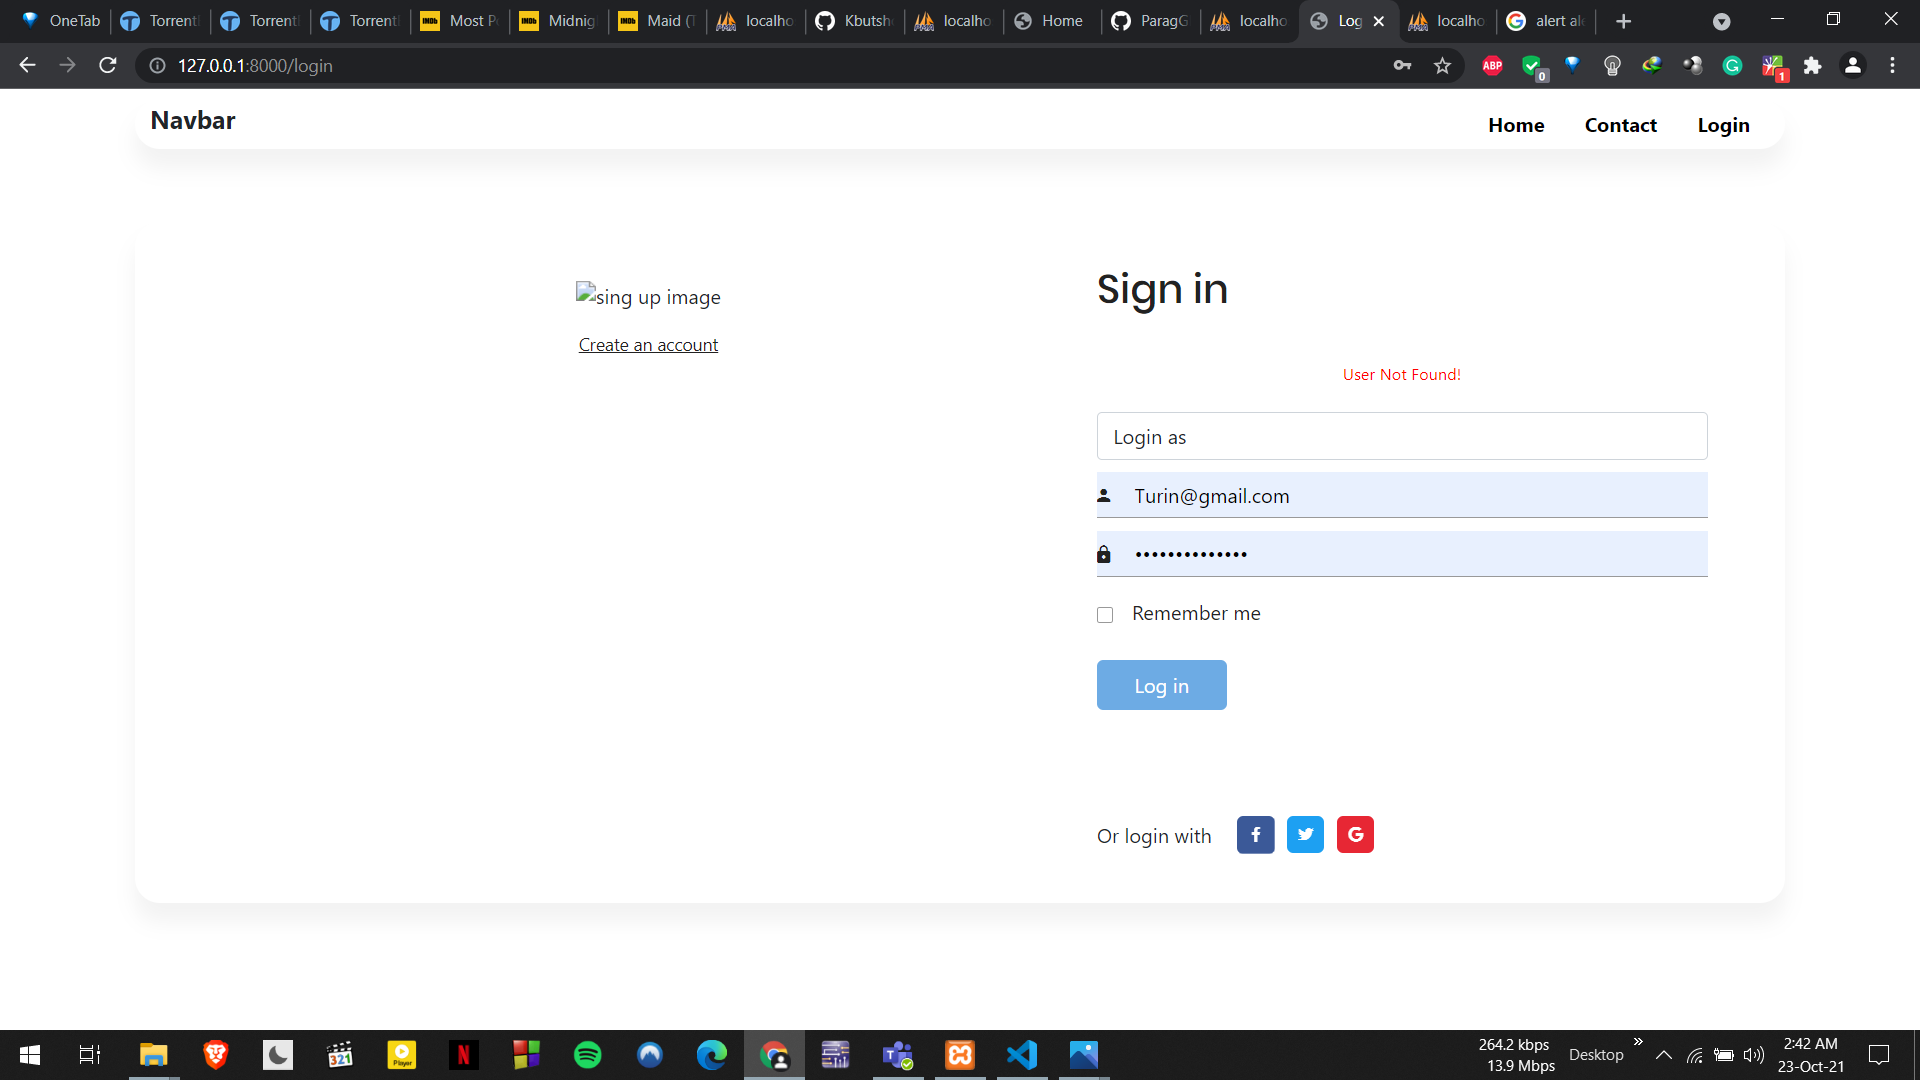 OneTab
Torrent
Torrent
Torrent
Most P
Midnig
Maid (T
localho
Kbutsh
localho
Home
ParagG
localho
Log
localho
alert al
127.0.0.1:8000/login
ABP
0
1
Navbar
Home
Contact
Login
sing up image
Create an account
Sign in
User Not Found!
Login as
Turin@gmail.com
••••••••••••••
Remember me
Log in
Or login with
264.2 kbps
13.9 Mbps
Desktop
2:42 AM
23-Oct-21